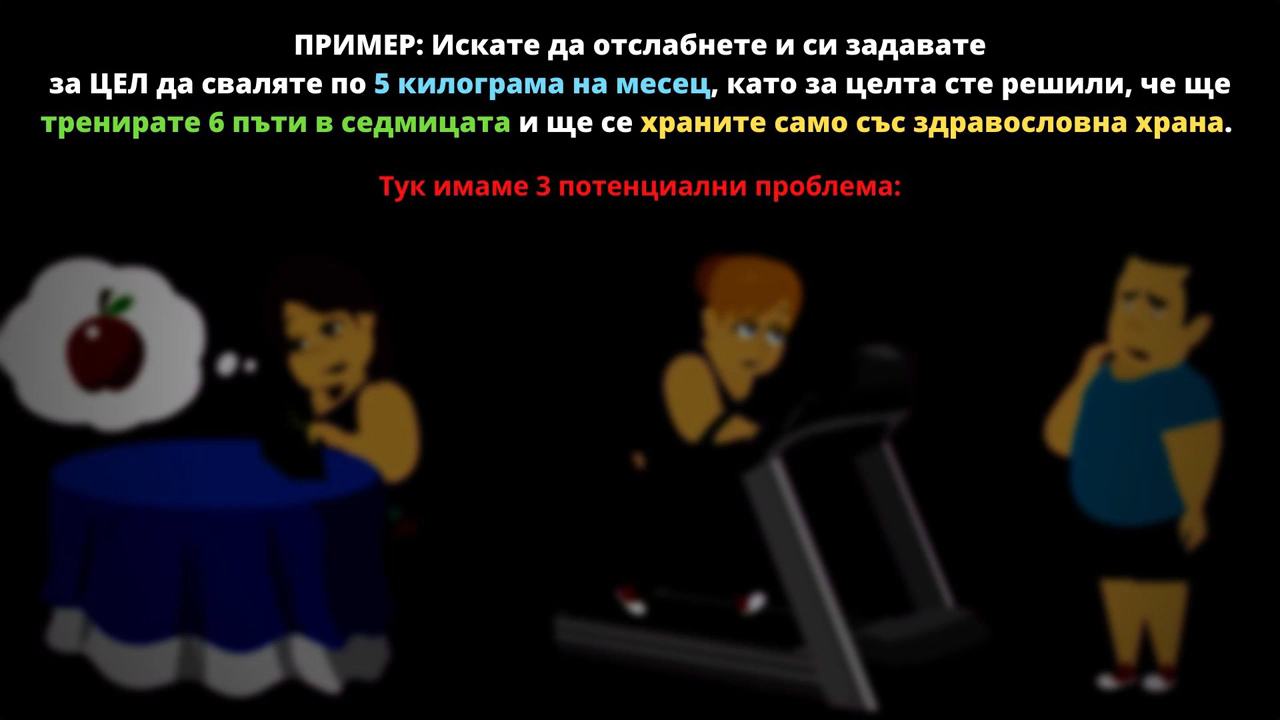 ПРИМЕР: Искате да отслабнете и си задавате
за ЦЕЛ да сваляте по 5 килограма на месец, като за целта сте решили, че ще
тренирате 6 пъти в седмицата и ще се храните само със здравословна храна.
Тук имаме 3 потенциални проблема: